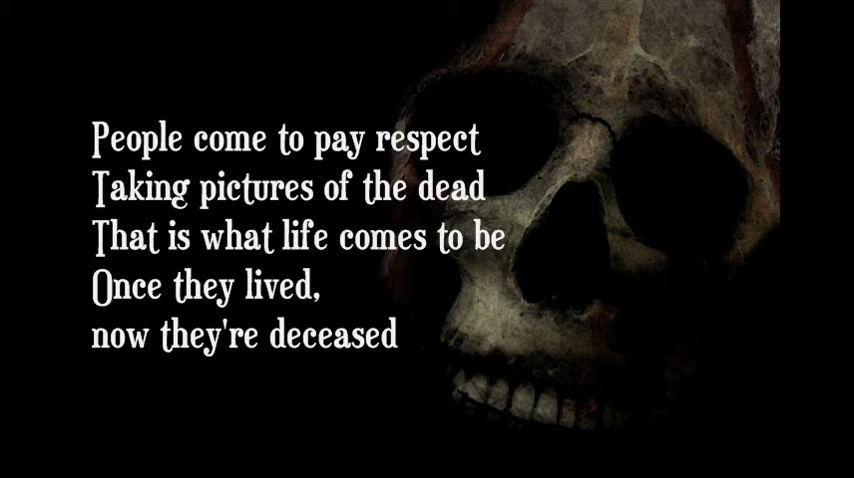 People come to pay respect
Taking pictures of the dead
That is what life comes to be
Once they lived,
now they're deceased